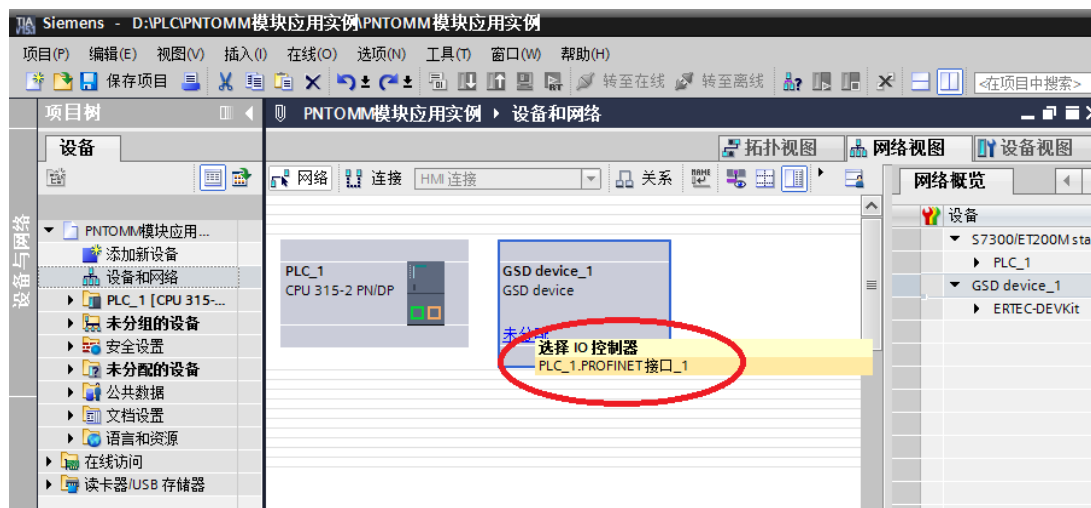 Siemens - D:\PLC\PNTOMM模块应用实例\PNTOMM模块应用实例
项目(P) 编辑(E) 视图(V) 插入(I) 在线(O) 选项(N) 工具(T) 窗口(W) 帮助(H)
保存项目 转至在线 转至离线 <在项目中搜索>
项目树
PNTOMM模块应用实例 设备和网络
设备
拓扑视图 网络视图 设备视图
网络 连接 HMI 连接 关系
网络概览
设备与网络
PNTOMM模块应用...
添加新设备
设备和网络
PLC_1 [CPU 315-...
未分组的设备
安全设置
未分配的设备
公共数据
文档设置
语言和资源
在线访问
读卡器/USB 存储器
PLC_1
CPU 315-2 PN/DP
GSD device_1
GSD device
未分配
选择 IO 控制器
PLC_1.PROFINET接口_1
设备
S7300/ET200M sta
PLC_1
GSD device_1
ERTEC-DEVKit